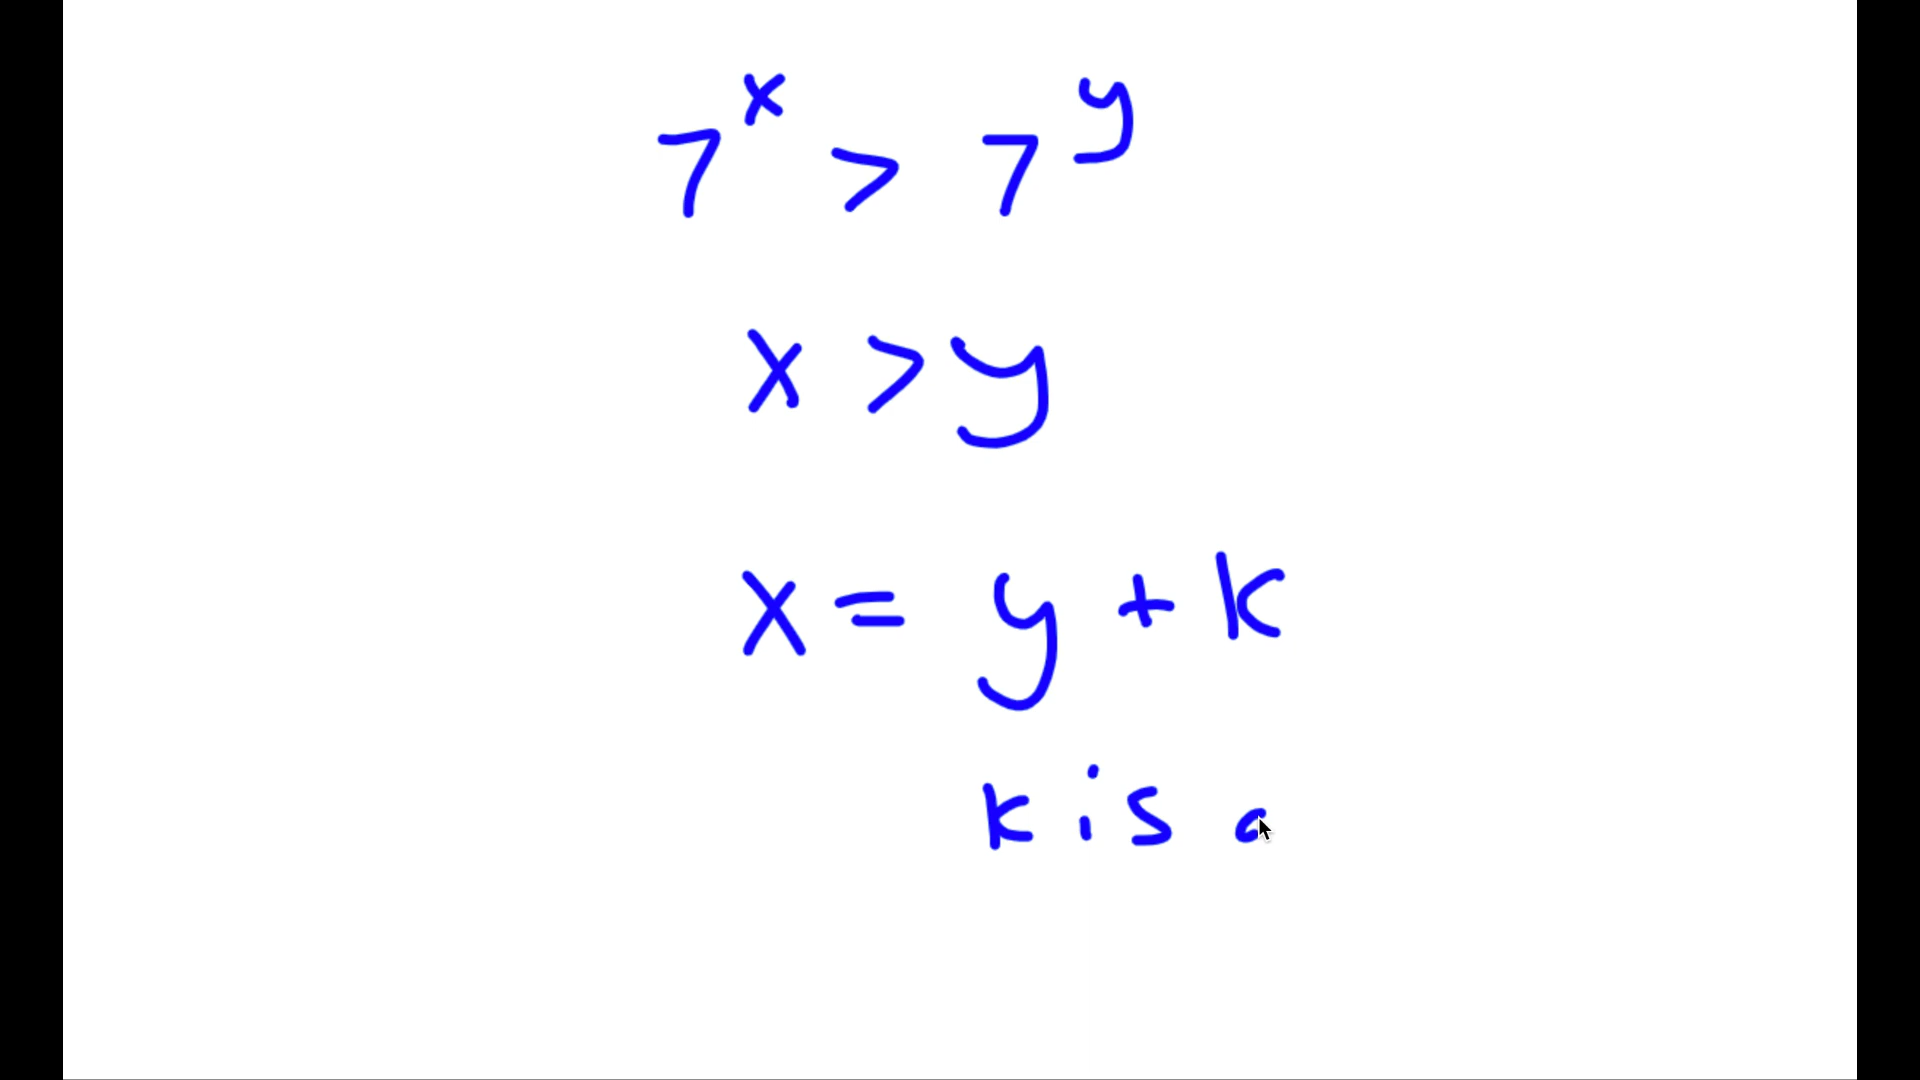 7^x > 7^y
x > y
x = y + k
k is a